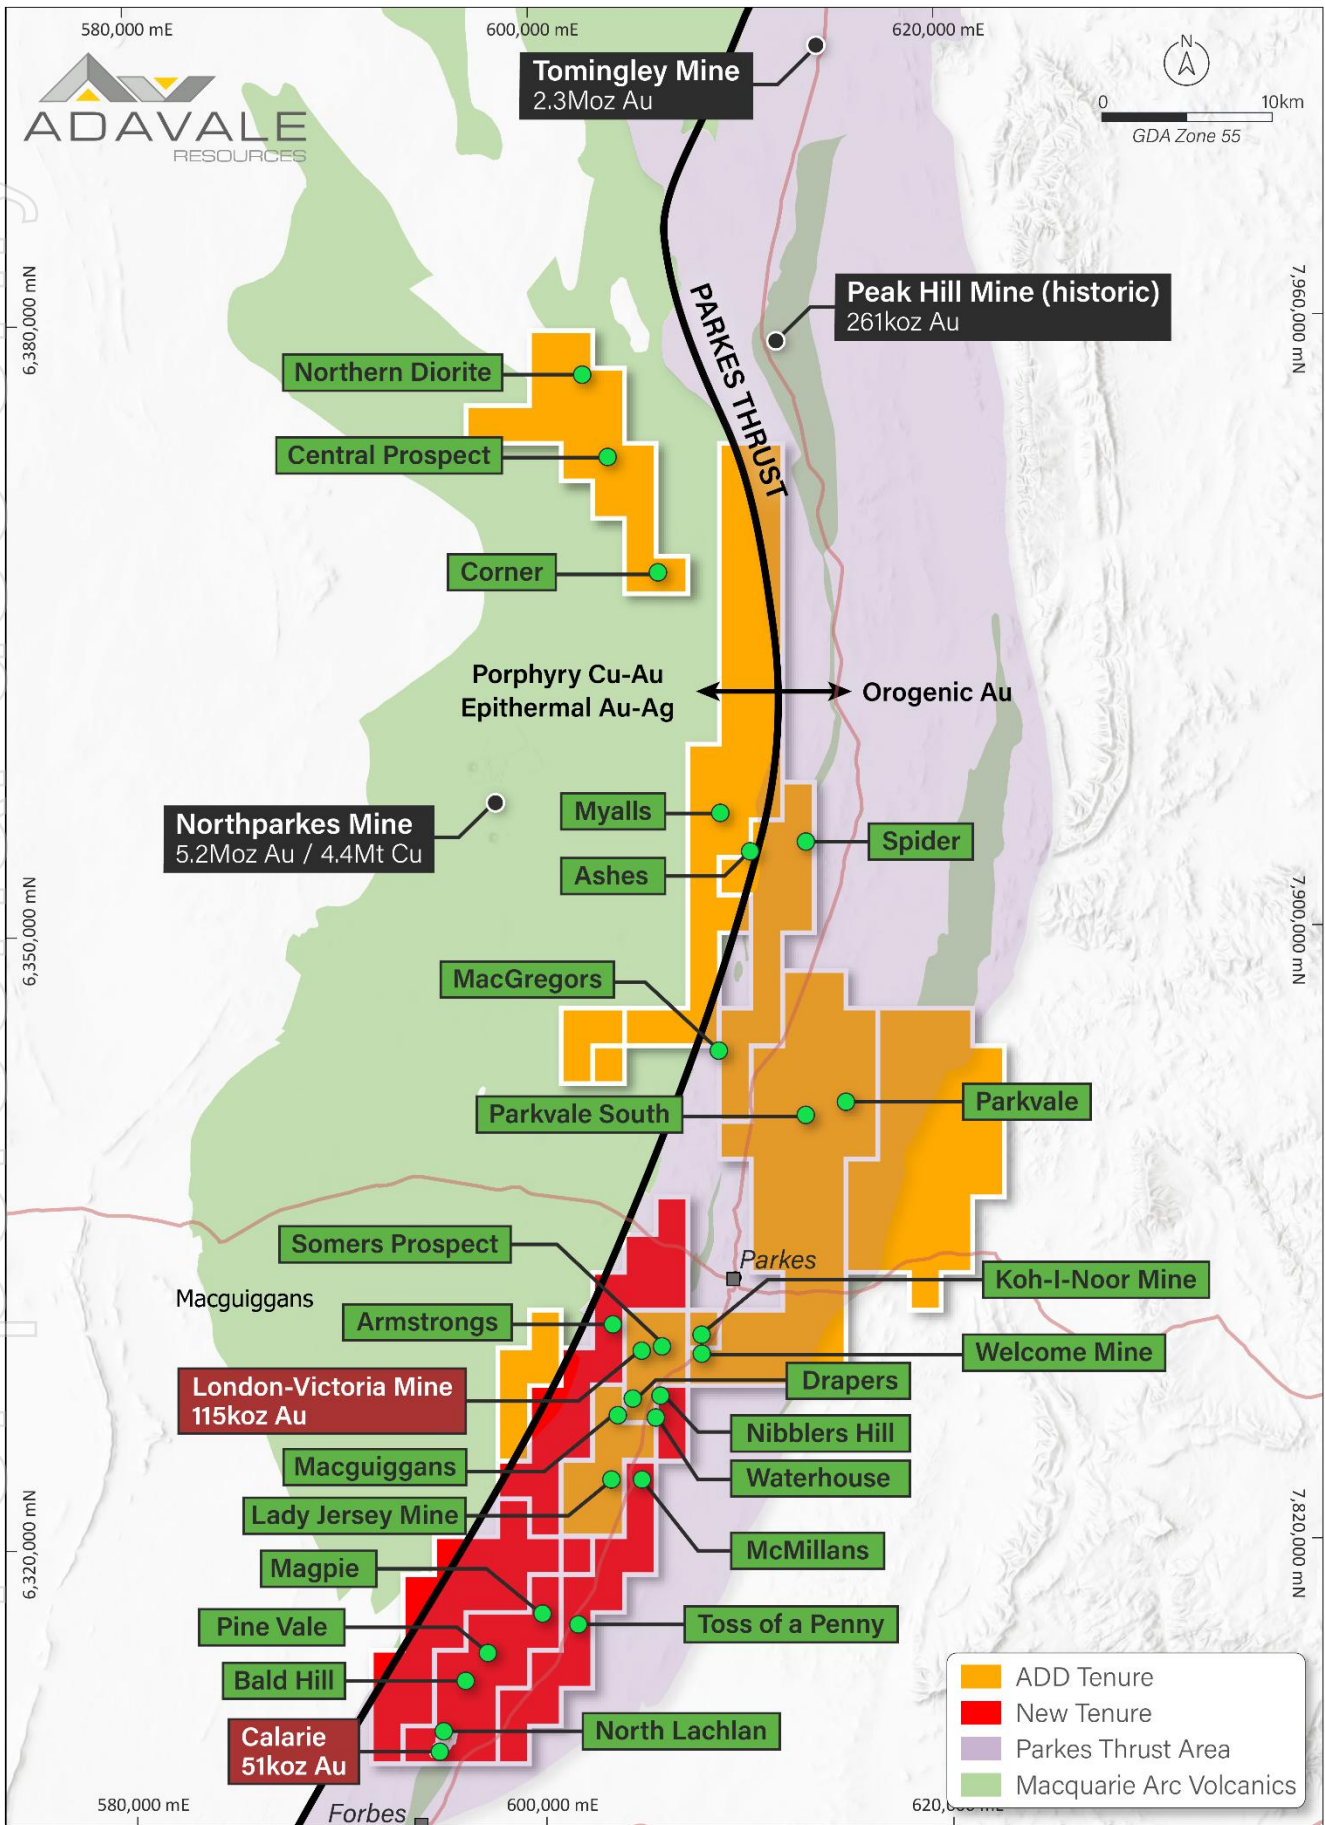 580,000 mE
600,000 mE
620,000 mE
ADAVALE
RESOURCES
Tomingley Mine
2.3Moz Au
N
0 10km
GDA Zone 55
6,380,000 mN
7,960,000 mN
Peak Hill Mine (historic)
261koz Au
PARKES THRUST
Northern Diorite
Central Prospect
Corner
Porphyry Cu-Au
Epithermal Au-Ag
Orogenic Au
Northparkes Mine
5.2Moz Au / 4.4Mt Cu
Myalls
Ashes
Spider
6,350,000 mN
7,900,000 mN
MacGregors
Parkvale South
Parkvale
Somers Prospect
Parkes
Koh-I-Noor Mine
Macguiggans
Armstrongs
Welcome Mine
London-Victoria Mine
115koz Au
Drapers
Nibblers Hill
Macguiggans
Waterhouse
Lady Jersey Mine
McMillans
6,320,000 mN
7,820,000 mN
Magpie
Pine Vale
Toss of a Penny
Bald Hill
North Lachlan
Calarie
51koz Au
ADD Tenure
New Tenure
Parkes Thrust Area
Macquarie Arc Volcanics
580,000 mE
Forbes
600,000 mE